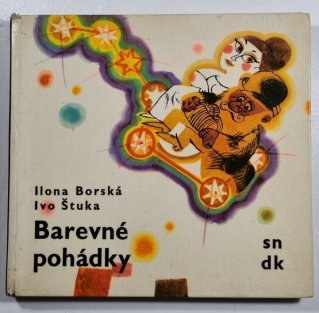 Ilona Borská
Ivo Štuka
Barevné
pohádky
sn
dk